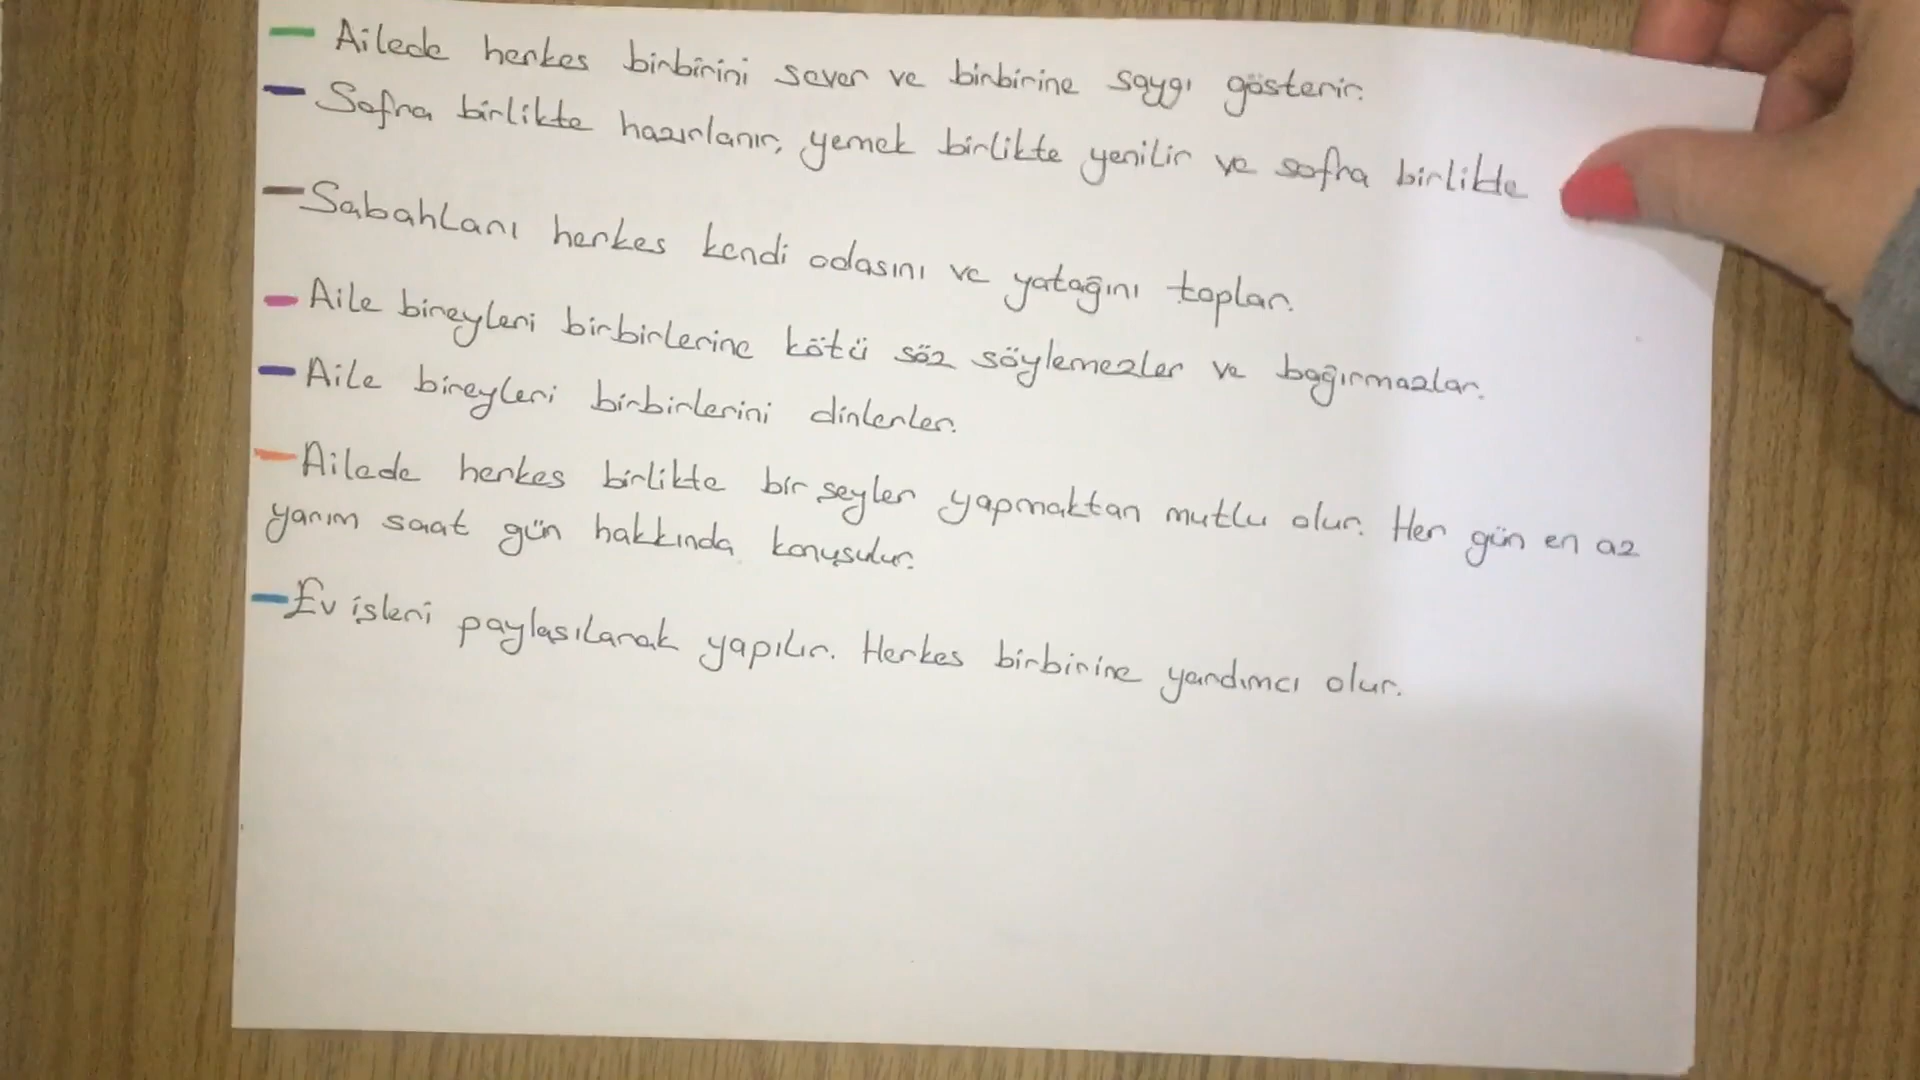 - Ailede herkes birbirini sever ve birbirine saygı gösterir.
- Sofra birlikte hazırlanır, yemek birlikte yenilir ve sofra birlikte
- Sabahları herkes kendi odasını ve yatağını toplar.
- Aile bireyleri birbirlerine kötü söz söylemezler ve bağırmazlar.
- Aile bireyleri birbirlerini dinlerler.
- Ailede herkes birlikte bir şeyler yapmaktan mutlu olur. Her gün en az
yarım saat gün hakkında konuşulur.
- Ev işleri paylaşılarak yapılır. Herkes birbirine yardımcı olur.